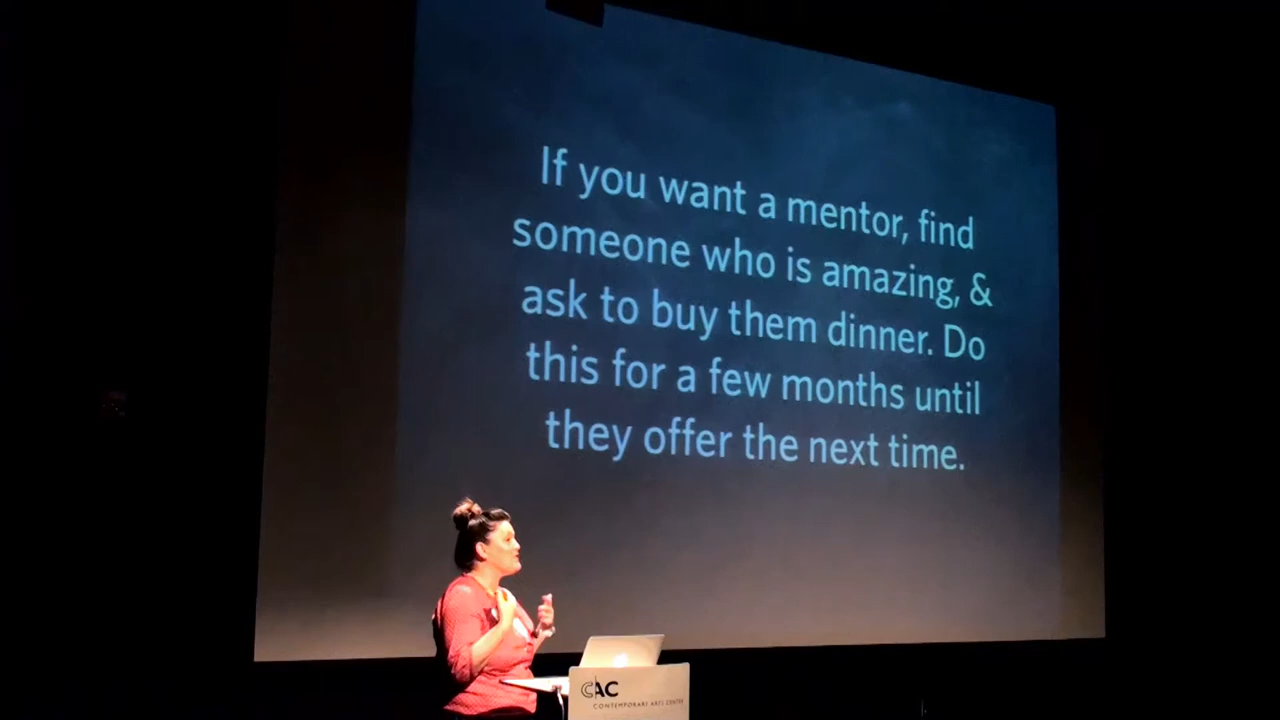 If you want a mentor, find
someone who is amazing, &
ask to buy them dinner. Do
this for a few months until
they offer the next time.
CAC
CONTEMPORARY ARTS CENTER